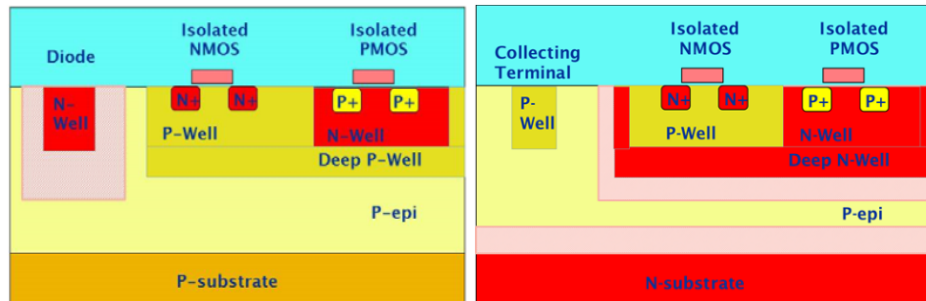 Diode
Isolated
NMOS
Isolated
PMOS
N-
Well
N+
N+
P+
P+
P-Well
N-Well
Deep P-Well
P-epi
P-substrate
Collecting
Terminal
Isolated
NMOS
Isolated
PMOS
P-
Well
N+
N+
P+
P+
P-Well
N-Well
Deep N-Well
P-epi
N-substrate